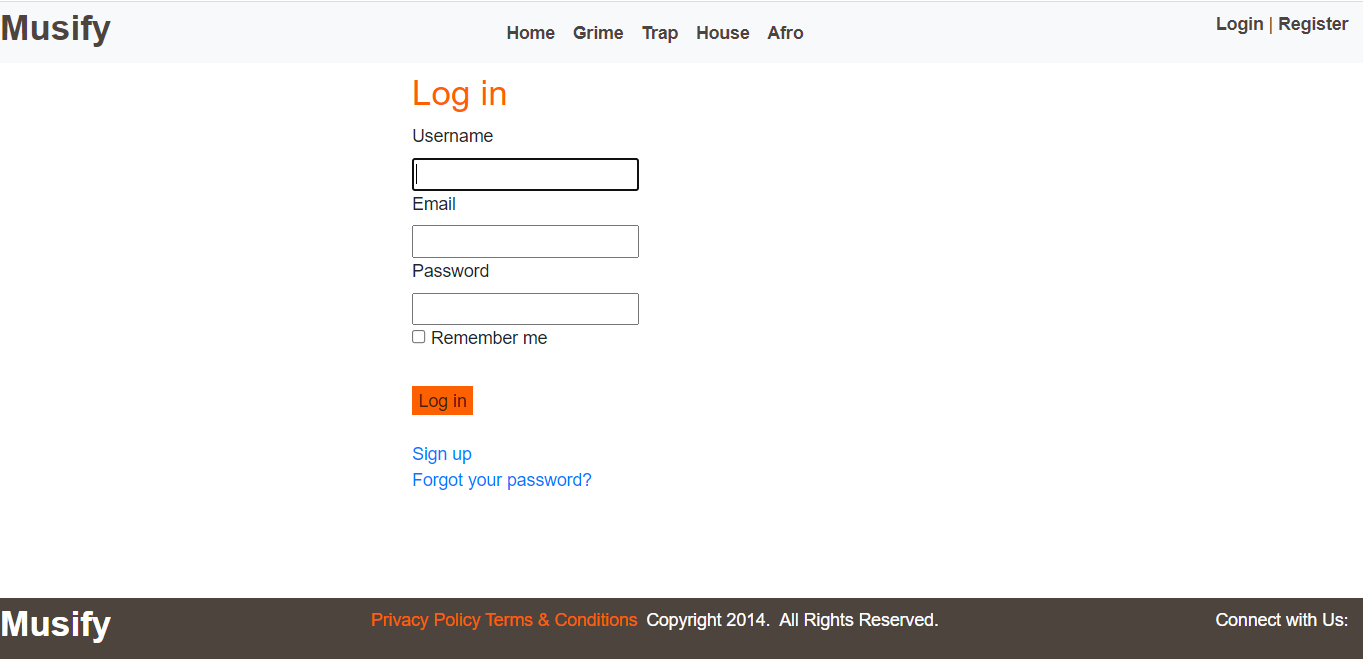 Musify
Home Grime Trap House Afro
Login | Register
Log in
Username
Email
Password
Remember me
Log in
Sign up
Forgot your password?
Musify
Privacy Policy Terms & Conditions Copyright 2014. All Rights Reserved.
Connect with Us: